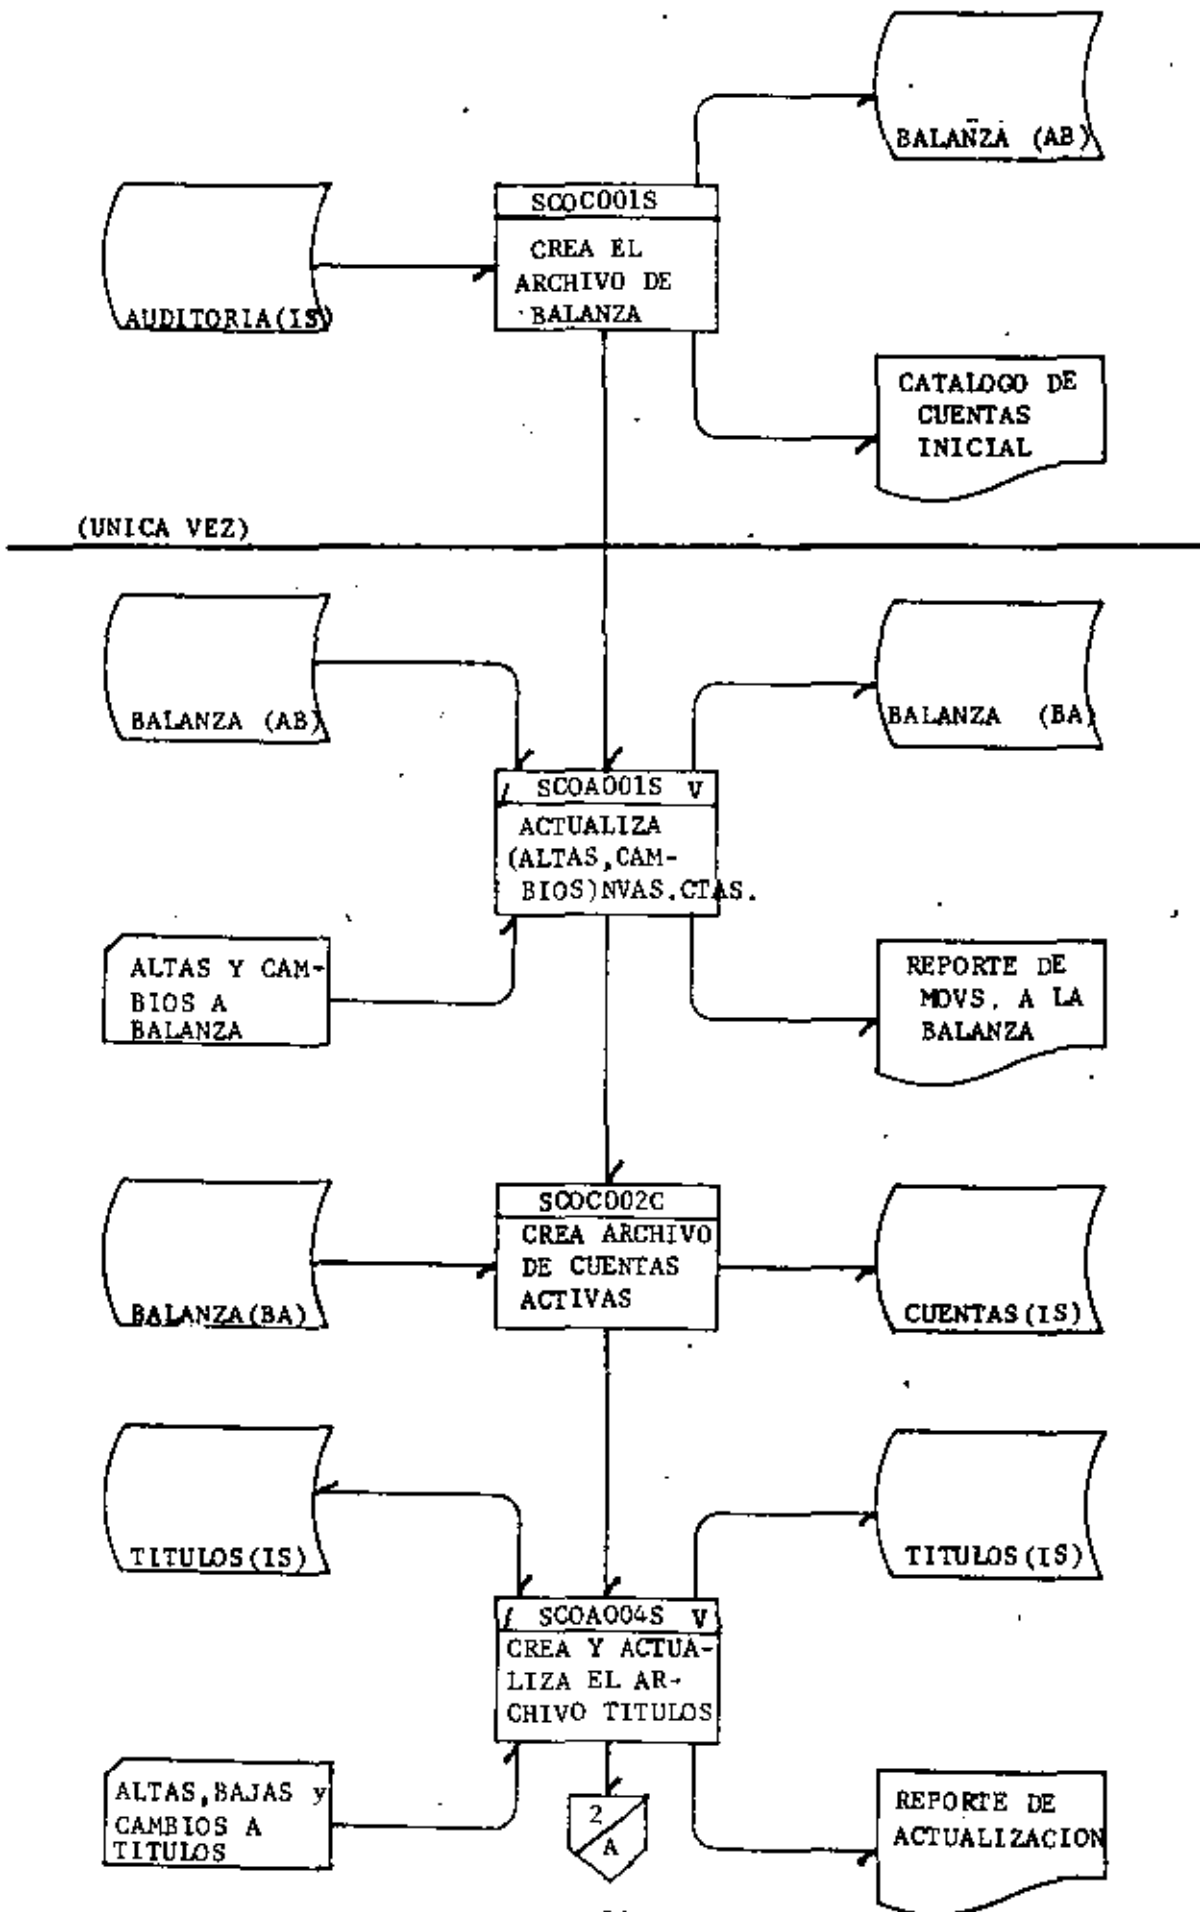 BALANZA (AB)
SCOC001S
CREA EL
ARCHIVO DE
BALANZA
AUDITORIA(IS)
CATALOGO DE
CUENTAS
INICIAL
(UNICA VEZ)
BALANZA (AB)
BALANZA (BA)
SCOA001S V
ACTUALIZA
(ALTAS,CAM-
BIOS)NVAS.CTAS.
ALTAS Y CAM-
BIOS A
BALANZA
REPORTE DE
MOVS. A LA
BALANZA
SCOC002C
CREA ARCHIVO
DE CUENTAS
ACTIVAS
BALANZA(BA)
CUENTAS(IS)
TITULOS(IS)
TITULOS(IS)
SCOA004S V
CREA Y ACTUA-
LIZA EL AR-
CHIVO TITULOS
ALTAS,BAJAS y
CAMBIOS A
TITULOS
2
A
REPORTE DE
ACTUALIZACION